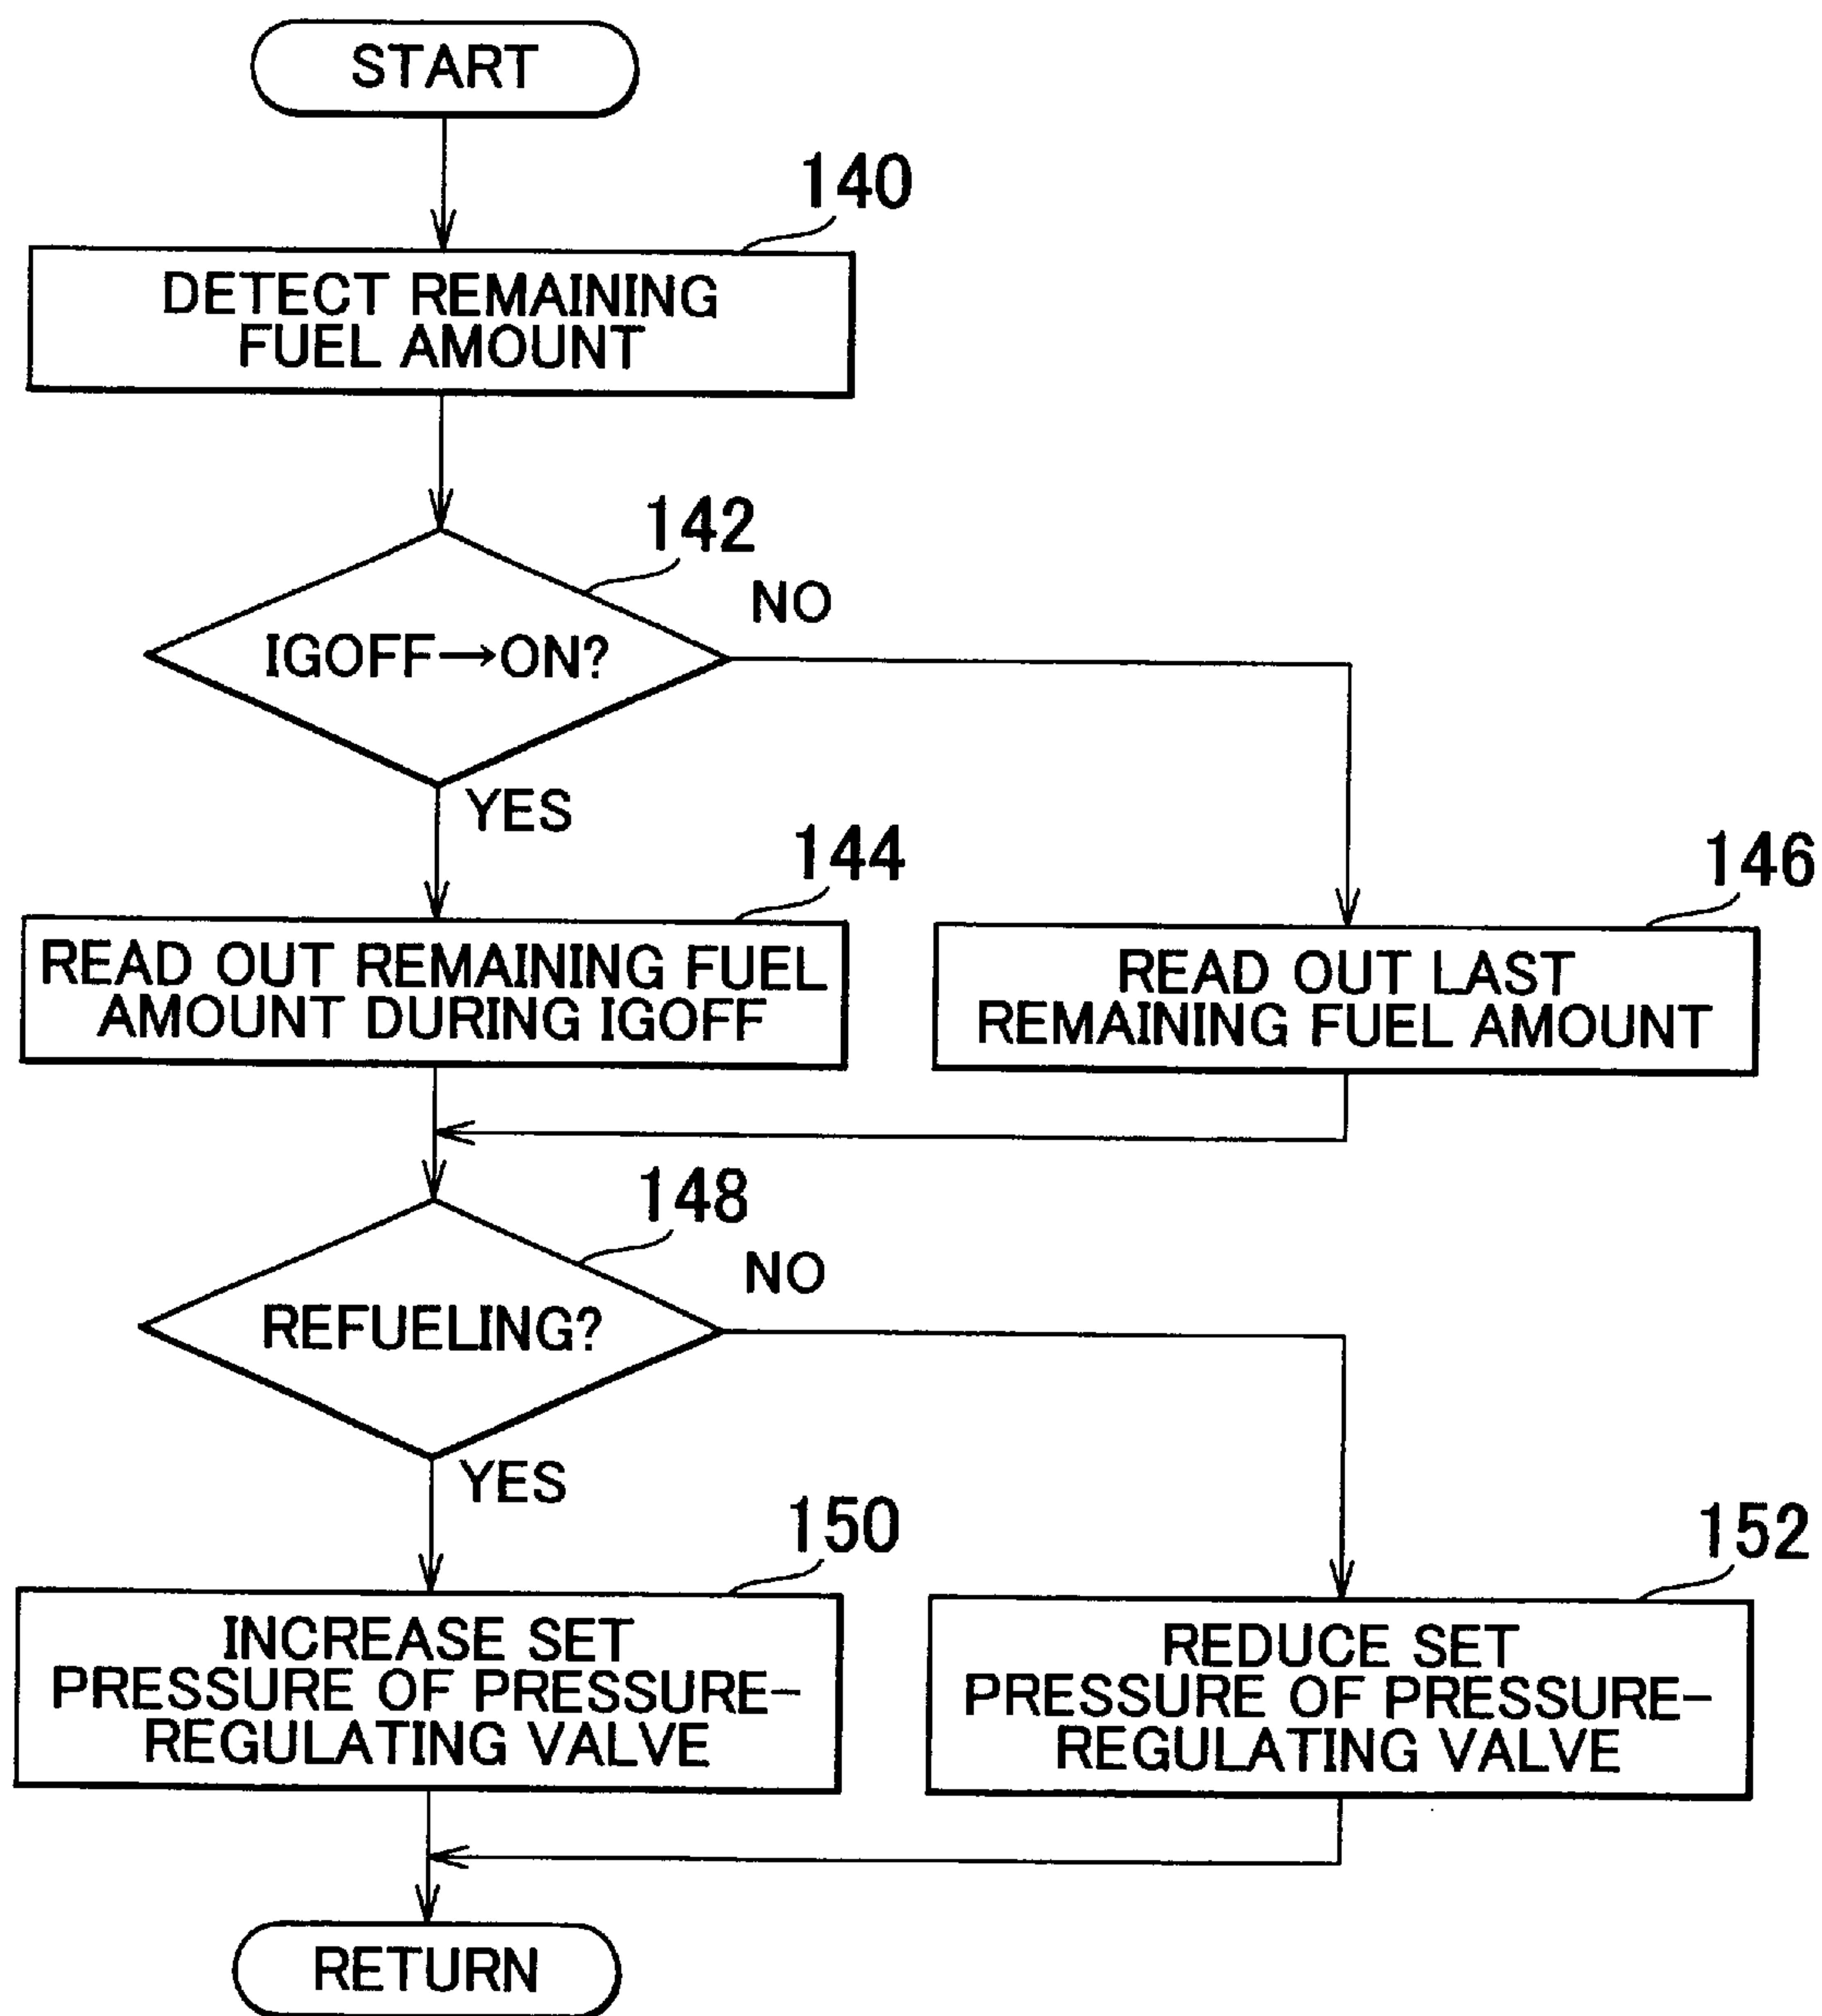 START
140
DETECT REMAINING
FUEL AMOUNT
142
NO
IGOFF→ON?
YES
144
146
READ OUT REMAINING FUEL
AMOUNT DURING IGOFF
READ OUT LAST
REMAINING FUEL AMOUNT
148
NO
REFUELING?
YES
150
152
INCREASE SET
PRESSURE OF PRESSURE-
REGULATING VALVE
REDUCE SET
PRESSURE OF PRESSURE-
REGULATING VALVE
RETURN